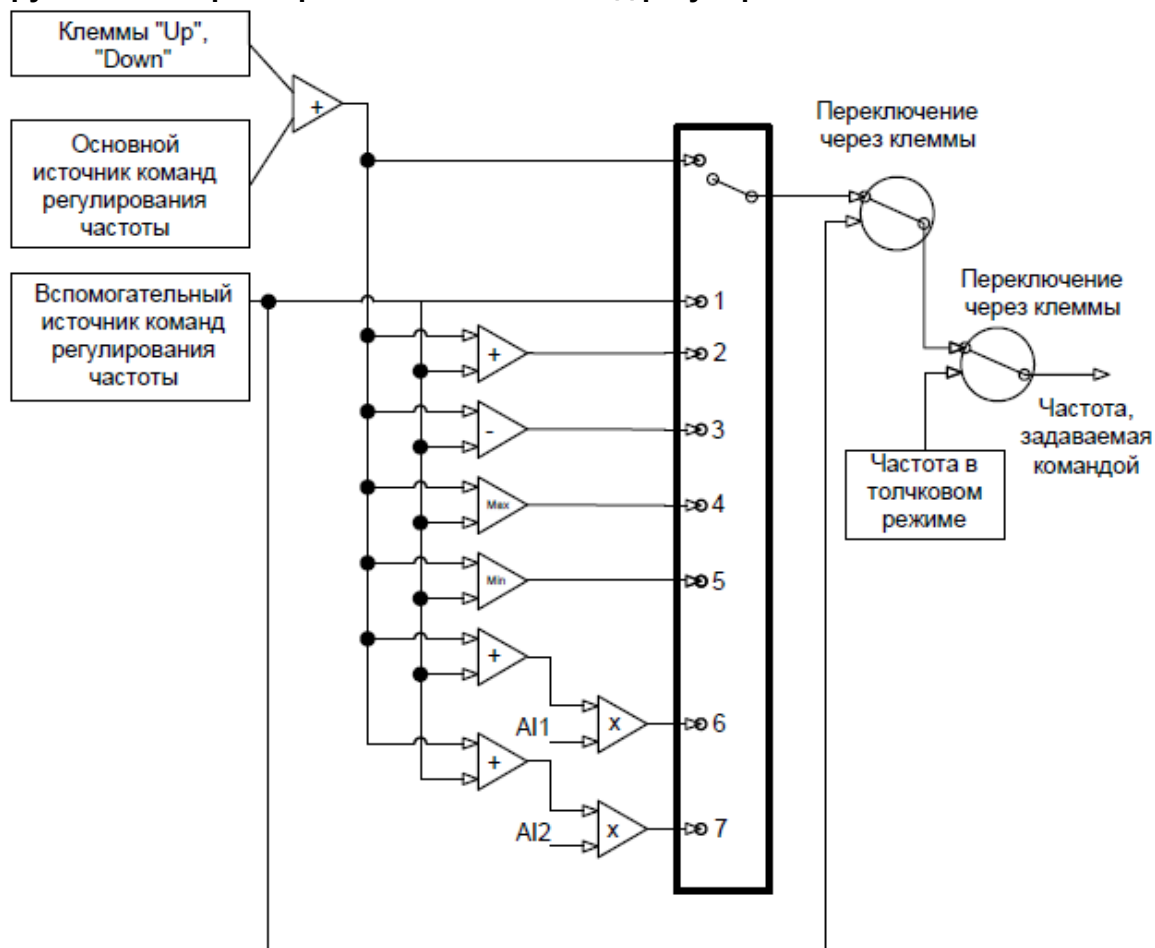 Клеммы "Up",
"Down"
+
Основной
источник команд
регулирования
частоты
Вспомогательный
источник команд
регулирования
частоты
Переключение
через клеммы
Переключение
через клеммы
1
+
2
-
3
Max
4
Min
5
+
AI1
x
6
+
AI2
x
7
Частота,
задаваемая
командой
Частота в
толчковом
режиме